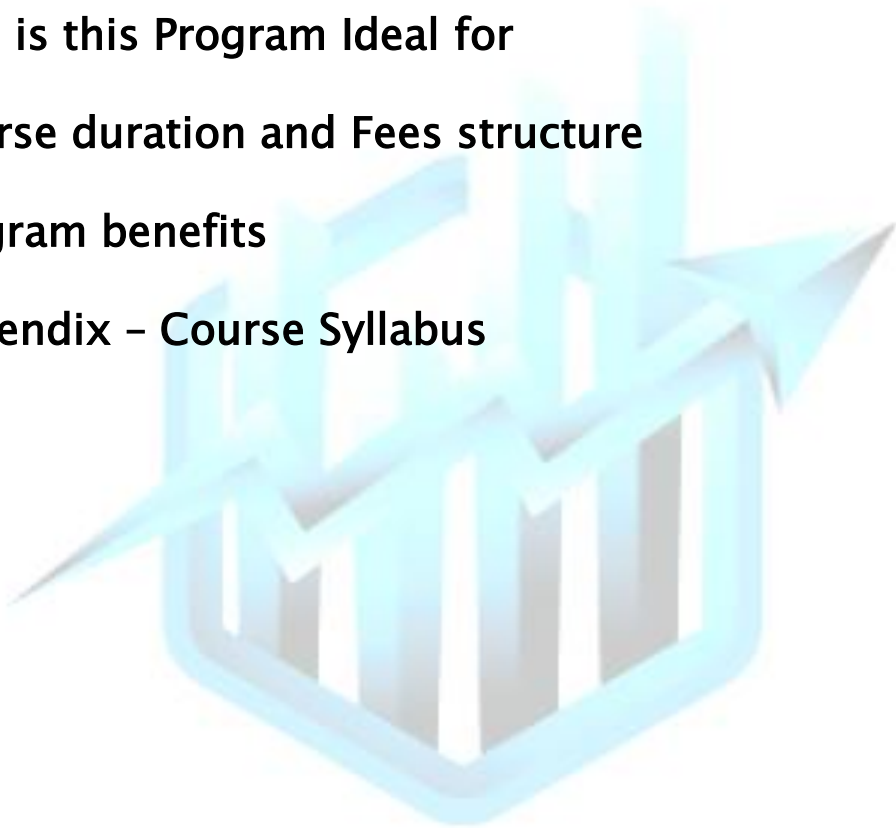 is this Program Ideal for
rse duration and Fees structure
gram benefits
endix – Course Syllabus